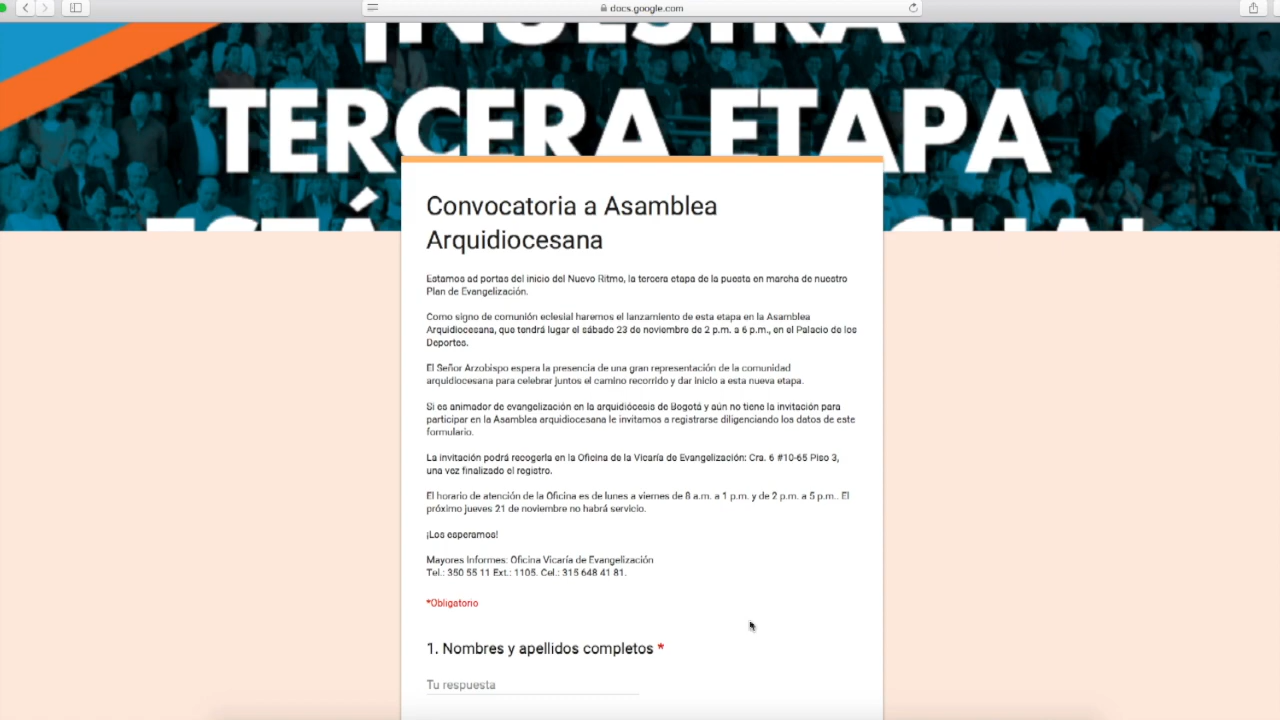 docs.google.com
¡NUESTRA
TERCERA ETAPA
Convocatoria a Asamblea
Arquidiocesana
Estamos ad portas del inicio del Nuevo Ritmo, la tercera etapa de la puesta en marcha de nuestro
Plan de Evangelización.
Como signo de comunión eclesial haremos el lanzamiento de esta etapa en la Asamblea
Arquidiocesana, que tendrá lugar el sábado 23 de noviembre de 2 p.m. a 6 p.m., en el Palacio de los
Deportes.
El Señor Arzobispo espera la presencia de una gran representación de la comunidad
arquidiocesana para celebrar juntos el camino recorrido y dar inicio a esta nueva etapa.
Si es animador de evangelización en la arquidiócesis de Bogotá y aún no tiene la invitación para
participar en la Asamblea arquidiocesana le invitamos a registrarse diligenciando los datos de este
formulario.
La invitación podrá recogerla en la Oficina de la Vicaría de Evangelización: Cra. 6 #10-65 Piso 3,
una vez finalizado el registro.
El horario de atención de la Oficina es de lunes a viernes de 8 a.m. a 1 p.m. y de 2 p.m. a 5 p.m.. El
próximo jueves 21 de noviembre no habrá servicio.
¡Los esperamos!
Mayores Informes: Oficina Vicaría de Evangelización
Tel.: 350 55 11 Ext.: 1105. Cel.: 315 648 41 81.
*Obligatorio
1. Nombres y apellidos completos *
Tu respuesta